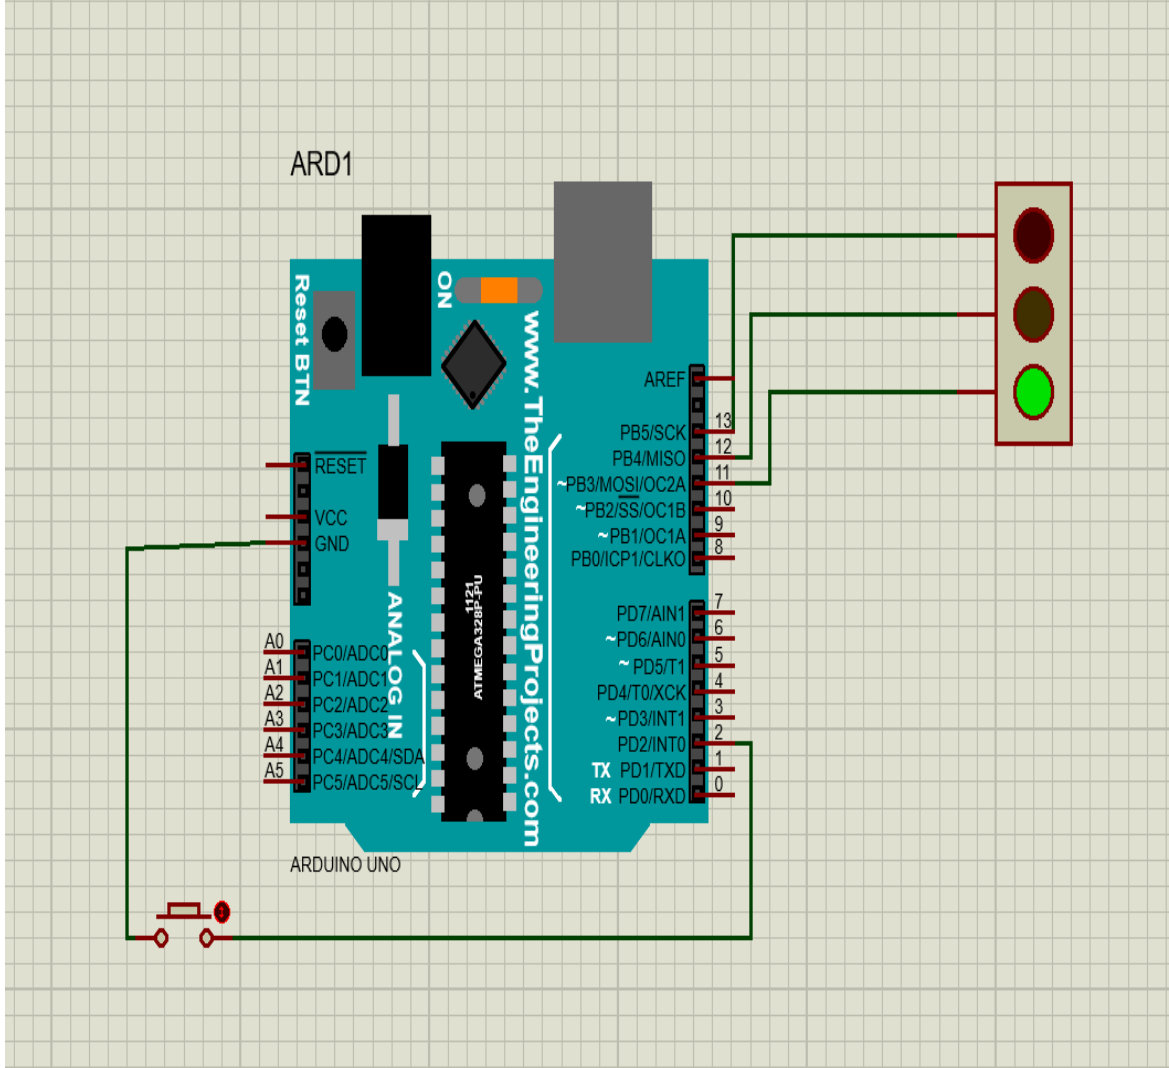 ARD1
Reset BTN
ON
www.TheEngineeringProjects.com
RESET
VCC
GND
ANALOG IN
1121
ATMEGA328P-PU
A0 PC0/ADC0
A1 PC1/ADC1
A2 PC2/ADC2
A3 PC3/ADC3
A4 PC4/ADC4/SDA
A5 PC5/ADC5/SCL
AREF
PB5/SCK 13
PB4/MISO 12
~PB3/MOSI/OC2A 11
~PB2/SS/OC1B 10
~PB1/OC1A 9
PB0/ICP1/CLKO 8
PD7/AIN1 7
~PD6/AIN0 6
~PD5/T1 5
PD4/T0/XCK 4
~PD3/INT1 3
PD2/INT0 2
TX PD1/TXD 1
RX PD0/RXD 0
ARDUINO UNO